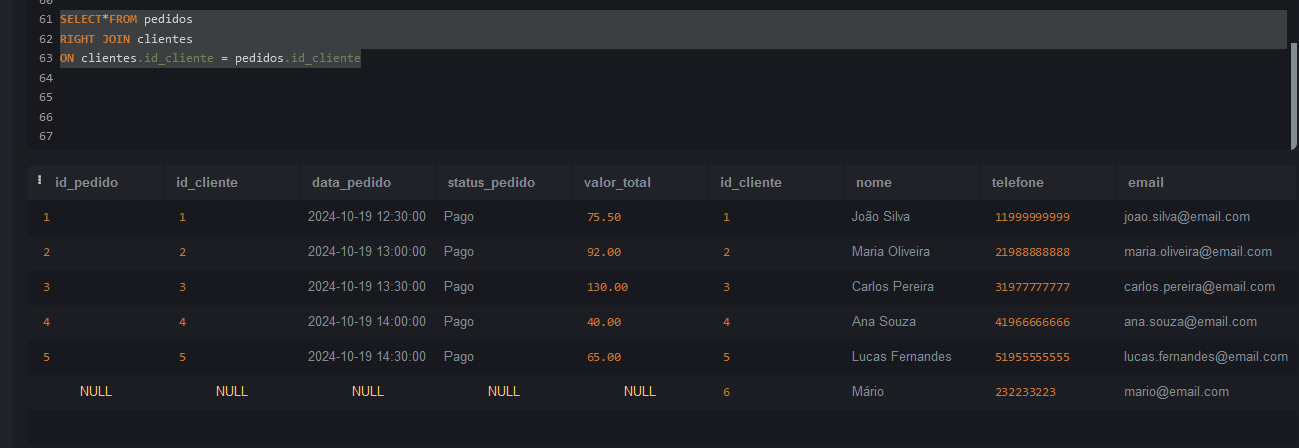 60
61 SELECT*FROM pedidos
62 RIGHT JOIN clientes
63 ON clientes.id_cliente = pedidos.id_cliente
64
65
66
67
id_pedido id_cliente data_pedido status_pedido valor_total id_cliente nome telefone email
1 1 2024-10-19 12:30:00 Pago 75.50 1 João Silva 11999999999 joao.silva@email.com
2 2 2024-10-19 13:00:00 Pago 92.00 2 Maria Oliveira 21988888888 maria.oliveira@email.com
3 3 2024-10-19 13:30:00 Pago 130.00 3 Carlos Pereira 31977777777 carlos.pereira@email.com
4 4 2024-10-19 14:00:00 Pago 40.00 4 Ana Souza 41966666666 ana.souza@email.com
5 5 2024-10-19 14:30:00 Pago 65.00 5 Lucas Fernandes 51955555555 lucas.fernandes@email.com
NULL NULL NULL NULL NULL 6 Mário 232233223 mario@email.com